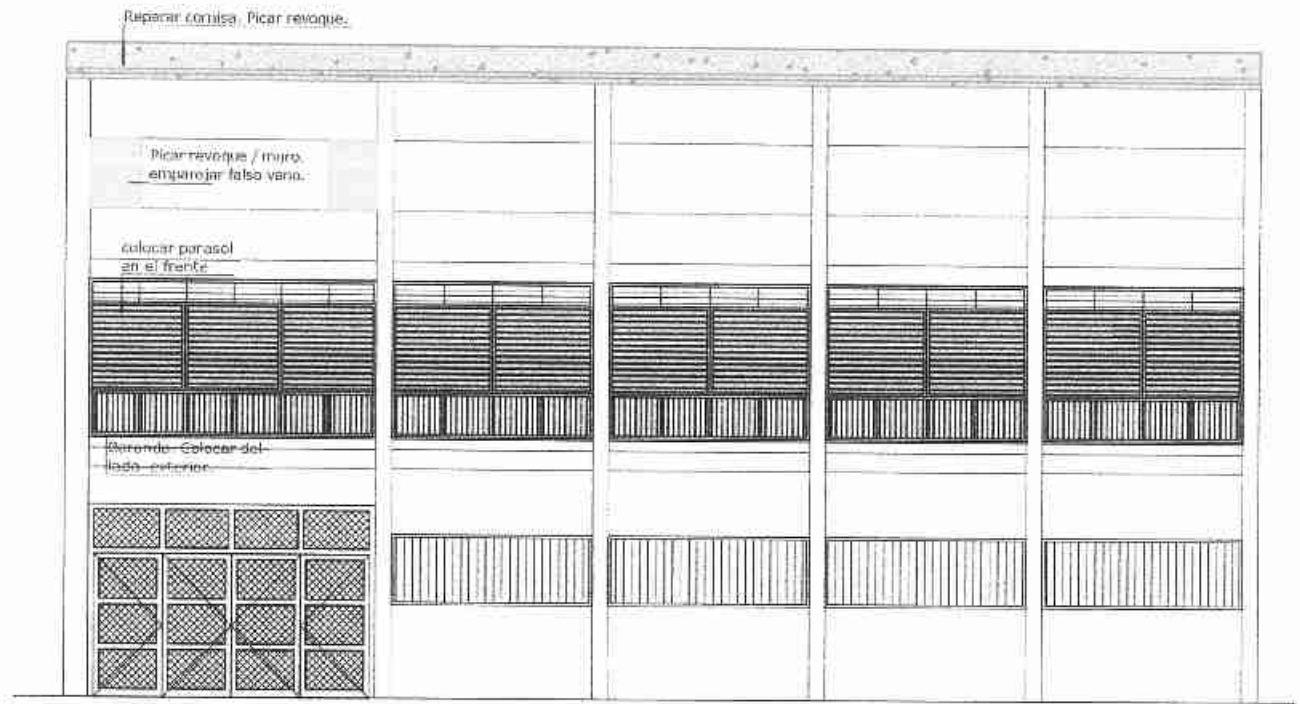 Reparar cornisa. Picar revoque.
Picar revoque / muro.
emparejar falso vano.
colocar parasol
en el frente
Baranda. Colocar del
lado exterior.